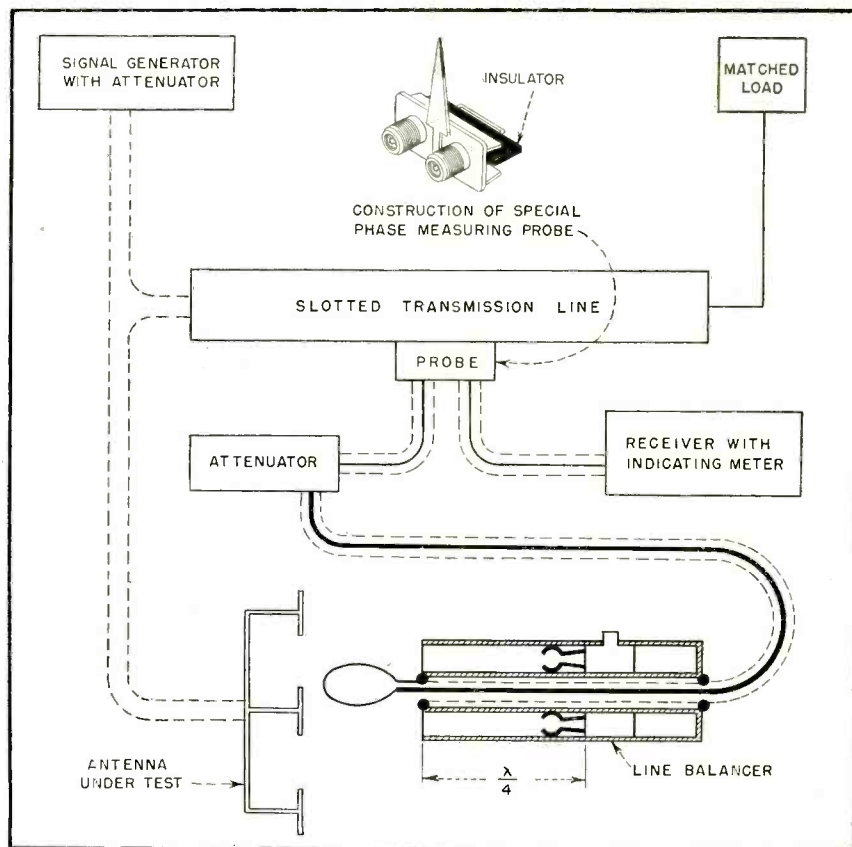 SIGNAL GENERATOR
WITH ATTENUATOR
INSULATOR
MATCHED
LOAD
CONSTRUCTION OF SPECIAL
PHASE MEASURING PROBE
SLOTTED TRANSMISSION LINE
PROBE
ATTENUATOR
RECEIVER WITH
INDICATING METER
ANTENNA
UNDER TEST
λ
4
LINE BALANCER